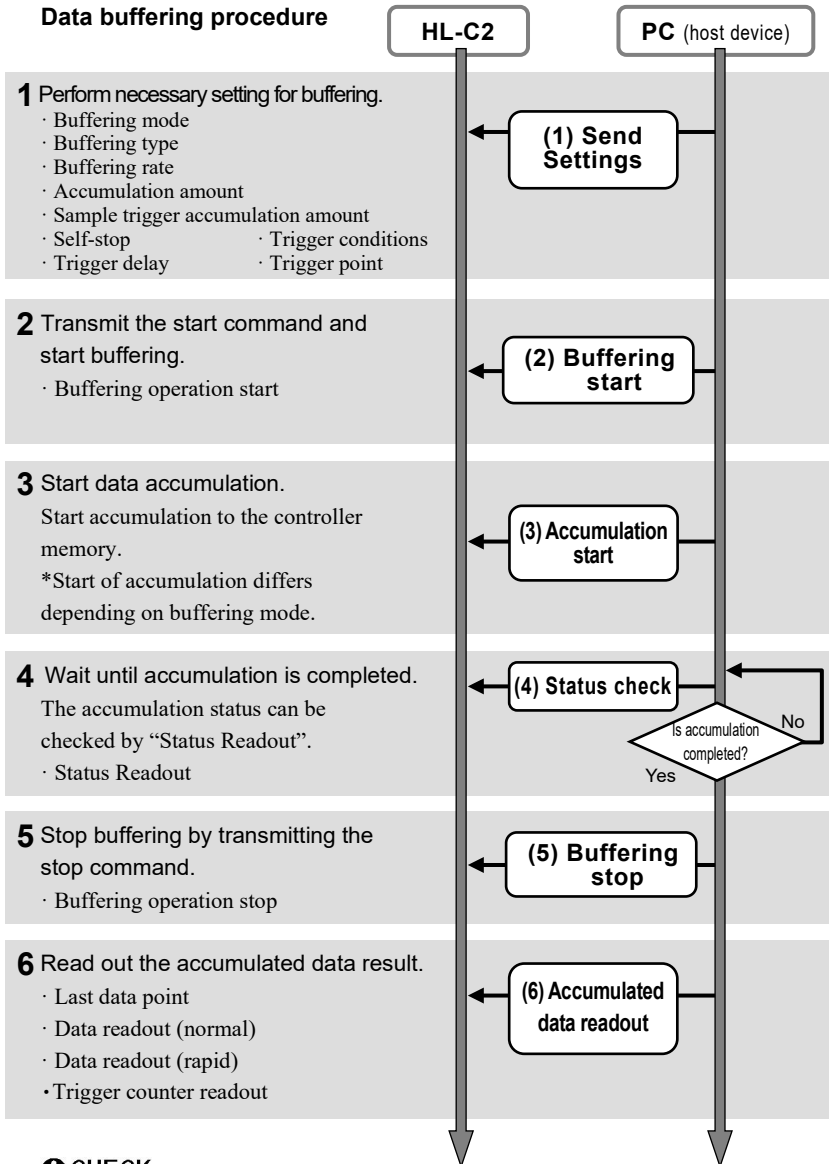 Data buffering procedure
HL-C2
PC (host device)
1 Perform necessary setting for buffering.
· Buffering mode
· Buffering type
· Buffering rate
· Accumulation amount
· Sample trigger accumulation amount
· Self-stop · Trigger conditions
· Trigger delay · Trigger point
(1) Send
Settings
2 Transmit the start command and
start buffering.
· Buffering operation start
(2) Buffering
start
3 Start data accumulation.
Start accumulation to the controller
memory.
*Start of accumulation differs
depending on buffering mode.
(3) Accumulation
start
4 Wait until accumulation is completed.
The accumulation status can be
checked by “Status Readout”.
· Status Readout
(4) Status check
Is accumulation
completed?
No
Yes
5 Stop buffering by transmitting the
stop command.
· Buffering operation stop
(5) Buffering
stop
6 Read out the accumulated data result.
· Last data point
· Data readout (normal)
· Data readout (rapid)
・Trigger counter readout
(6) Accumulated
data readout
CHECK